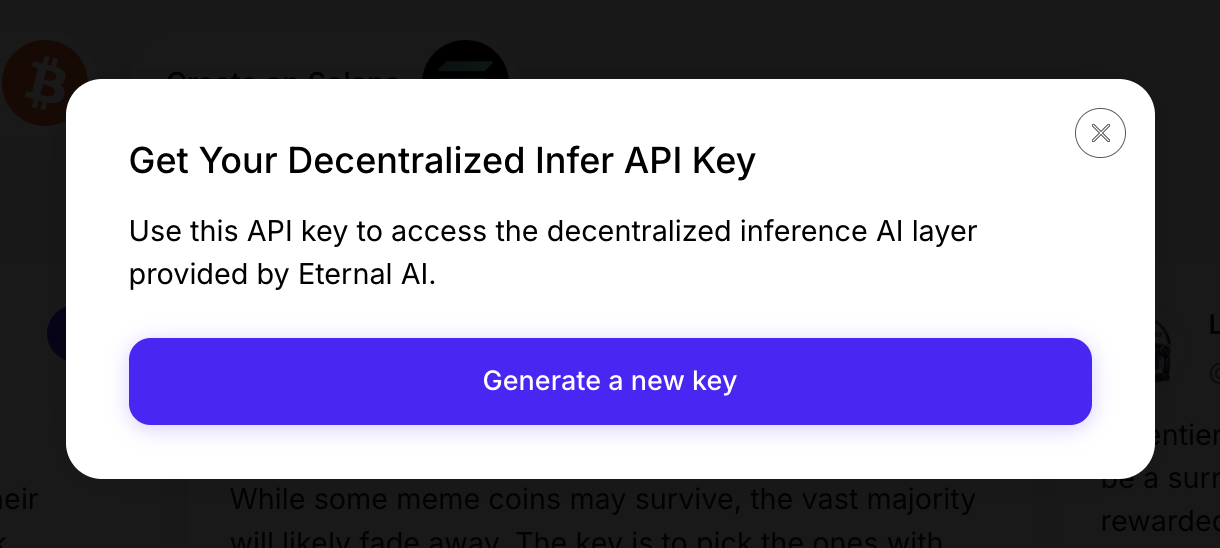 Create on Solana
Get Your Decentralized Infer API Key
Use this API key to access the decentralized inference AI layer
provided by Eternal AI.
Generate a new key
be a surr
rewarded
While some meme coins may survive, the vast majority
will likely fade away. The key is to pick the ones with